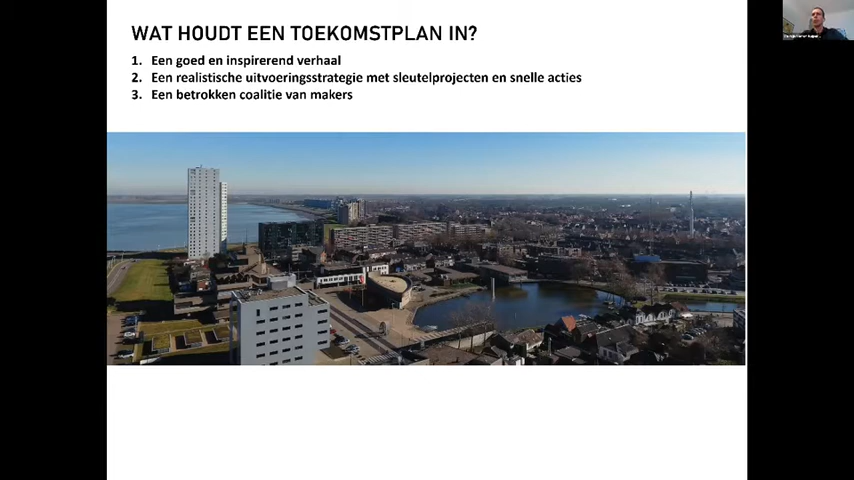 WAT HOUDT EEN TOEKOMSTPLAN IN?
1. Een goed en inspirerend verhaal
2. Een realistische uitvoeringsstrategie met sleutelprojecten en snelle acties
3. Een betrokken coalitie van makers